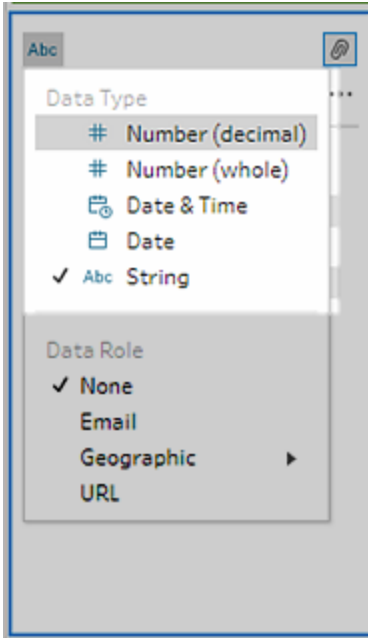 Abc
Data Type
Number (decimal)
Number (whole)
Date & Time
Date
Abc String
Data Role
None
Email
Geographic
URL